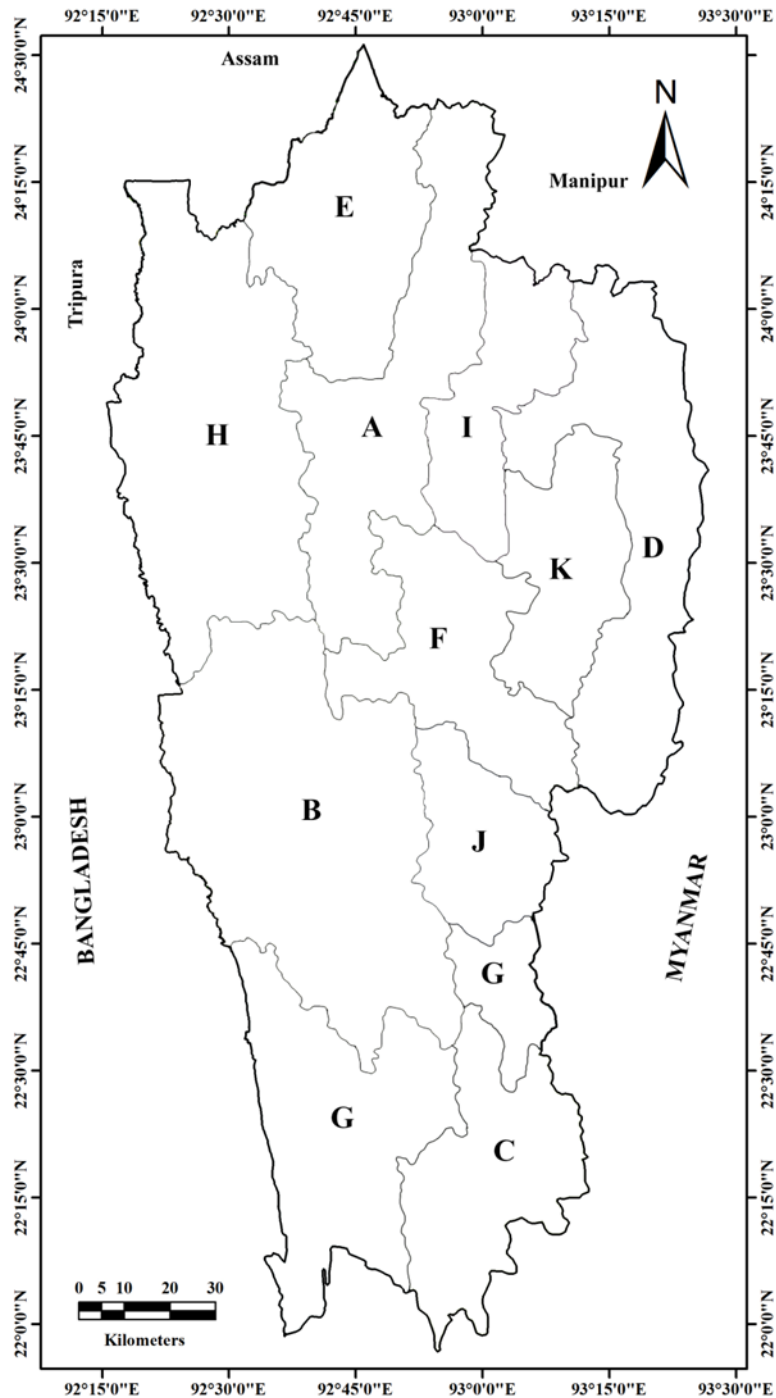 92°15'0"E 92°30'0"E 92°45'0"E 93°0'0"E 93°15'0"E 93°30'0"E
24°30'0"N 24°15'0"N 24°0'0"N 23°45'0"N 23°30'0"N 23°15'0"N 23°0'0"N 22°45'0"N 22°30'0"N 22°15'0"N 22°0'0"N
Assam
N
Manipur
E
Tripura
H
A
I
D
K
F
B
J
BANGLADESH
MYANMAR
G
G
C
0 5 10 20 30
Kilometers
24°30'0"N 24°15'0"N 24°0'0"N 23°45'0"N 23°30'0"N 23°15'0"N 23°0'0"N 22°45'0"N 22°30'0"N 22°15'0"N 22°0'0"N
92°15'0"E 92°30'0"E 92°45'0"E 93°0'0"E 93°15'0"E 93°30'0"E